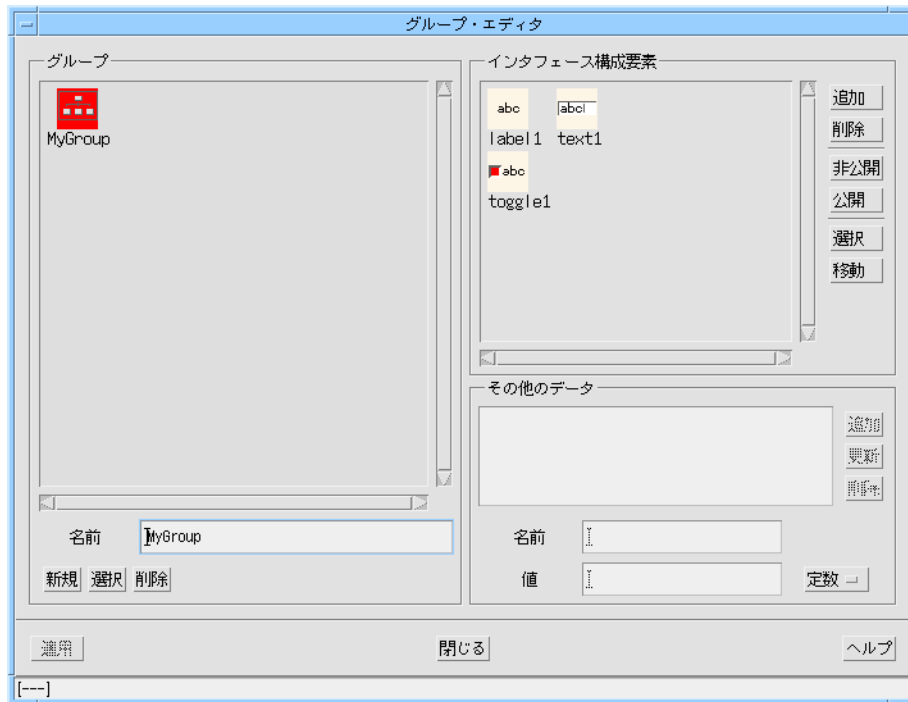 グループ・エディタ
グループ
MyGroup
名前
MyGroup
新規 選択 削除
インタフェース構成要素
abc
abc
label1 text1
abc
toggle1
追加
削除
非公開
公開
選択
移動
その他のデータ
追加
更新
削除
名前
値
定数
適用
閉じる
ヘルプ
[---]